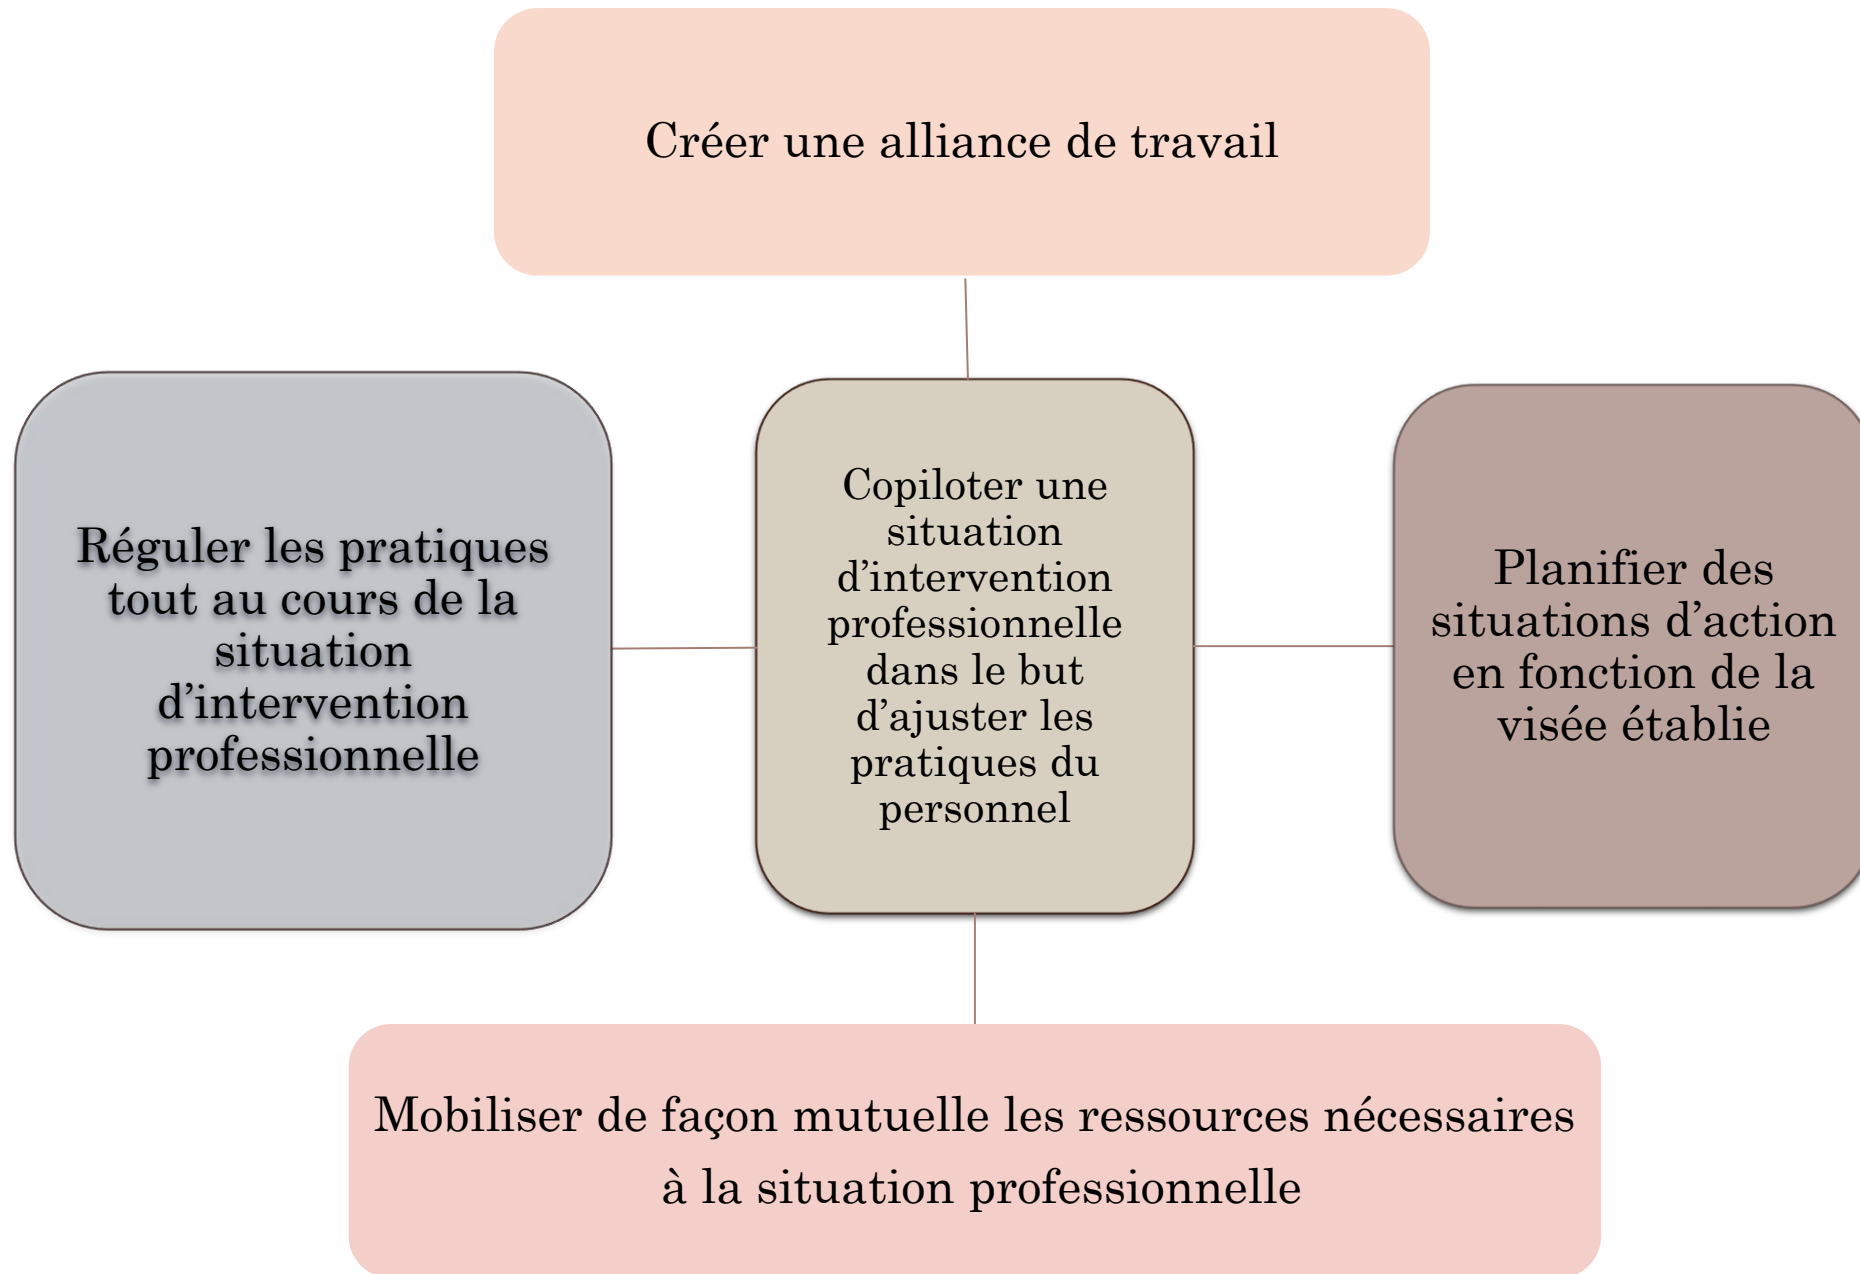 Créer une alliance de travail
Réguler les pratiques
tout au cours de la
situation
d’intervention
professionnelle
Copiloter une
situation
d'intervention
professionnelle
dans le but
d’ajuster les
pratiques du
personnel
Planifier des
situations d’action
en fonction de la
visée établie
Mobiliser de façon mutuelle les ressources nécessaires
à la situation professionnelle